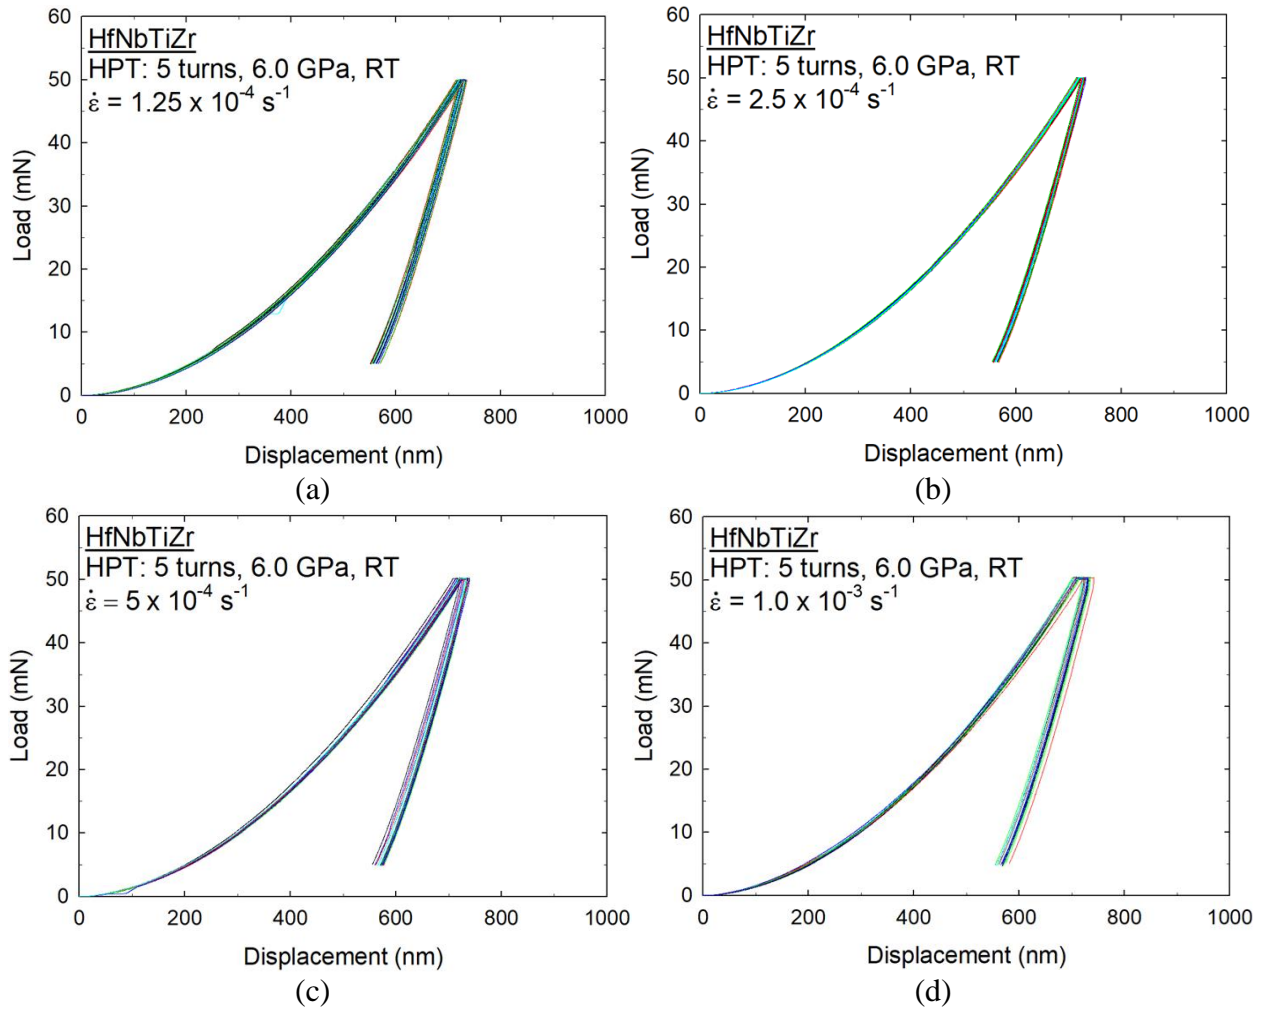 60
50
40
30
20
10
0
Load (mN)
HfNbTiZr
HPT: 5 turns, 6.0 GPa, RT
ε̇ = 1.25 x 10⁻⁴ s⁻¹
0 200 400 600 800 1000
Displacement (nm)
(a)
60
50
40
30
20
10
0
Load (mN)
HfNbTiZr
HPT: 5 turns, 6.0 GPa, RT
ε̇ = 2.5 x 10⁻⁴ s⁻¹
0 200 400 600 800 1000
Displacement (nm)
(b)
60
50
40
30
20
10
0
Load (mN)
HfNbTiZr
HPT: 5 turns, 6.0 GPa, RT
ε̇ = 5 x 10⁻⁴ s⁻¹
0 200 400 600 800 1000
Displacement (nm)
(c)
60
50
40
30
20
10
0
Load (mN)
HfNbTiZr
HPT: 5 turns, 6.0 GPa, RT
ε̇ = 1.0 x 10⁻³ s⁻¹
0 200 400 600 800 1000
Displacement (nm)
(d)